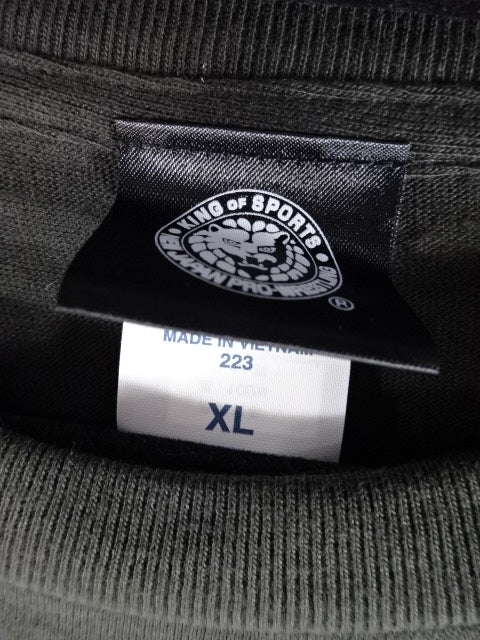 KING OF SPORTS
NEW JAPAN PRO-WRESTLING
®
MADE IN VIETNAM
223
XL